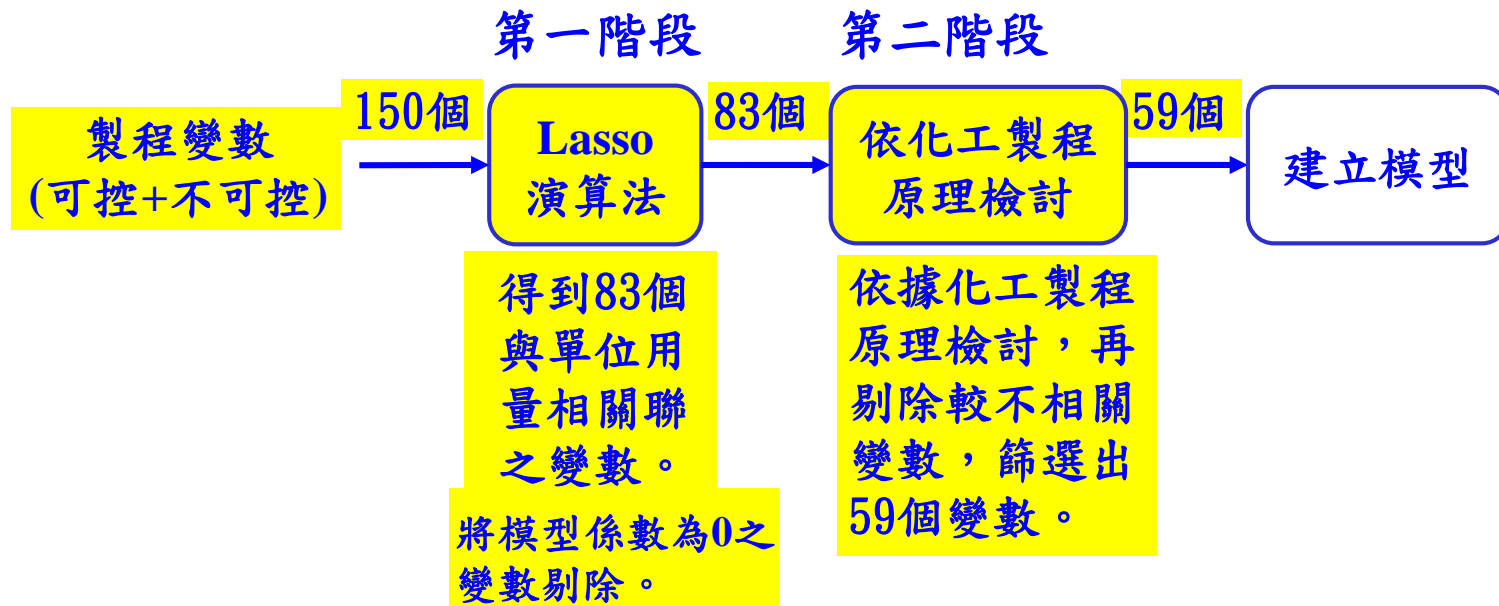 第一階段
第二階段
製程變數
(可控+不可控)
150個
Lasso
演算法
83個
依化工製程
原理檢討
59個
建立模型
得到83個
與單位用
量相關聯
之變數。
將模型係數為0之
變數剔除。
依據化工製程
原理檢討，再
剔除較不相關
變數，篩選出
59個變數。